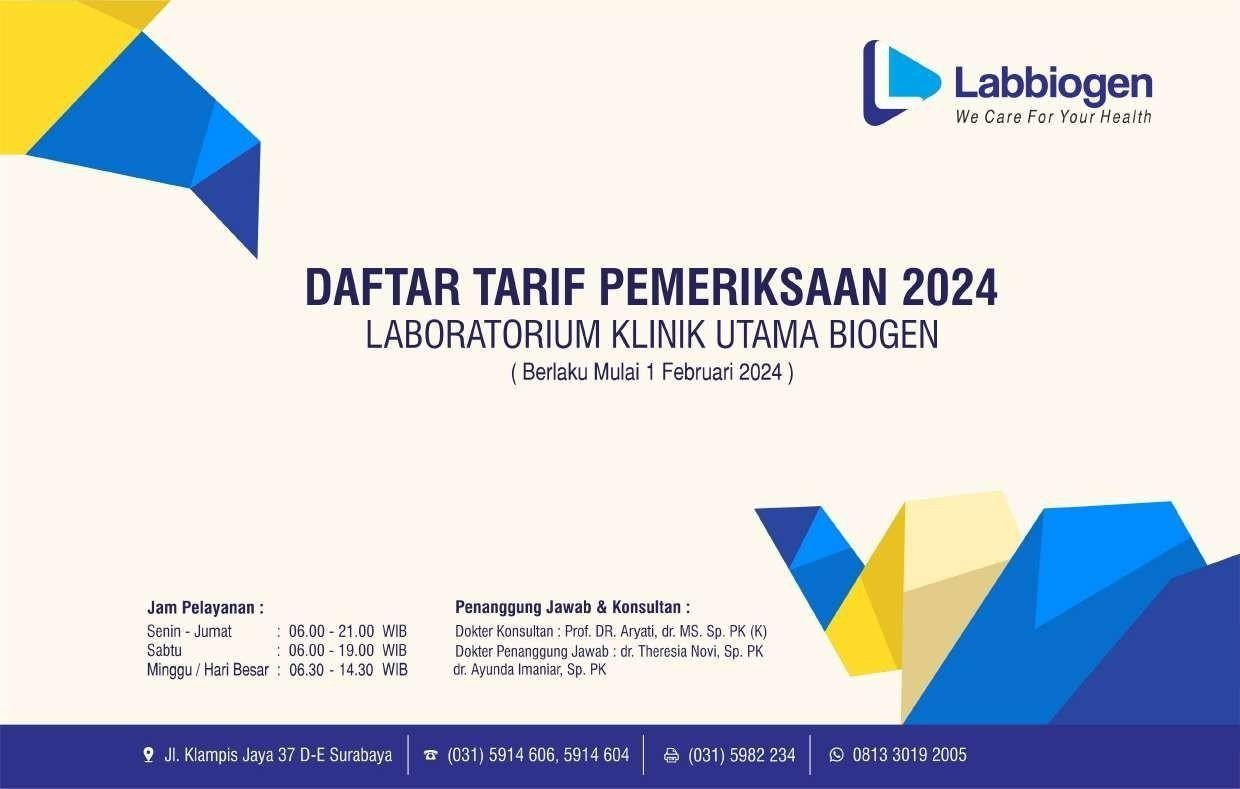 Labbiogen
We Care For Your Health
DAFTAR TARIF PEMERIKSAAN 2024
LABORATORIUM KLINIK UTAMA BIOGEN
( Berlaku Mulai 1 Februari 2024 )
Jam Pelayanan :
Senin - Jumat : 06.00 - 21.00 WIB
Sabtu : 06.00 - 19.00 WIB
Minggu / Hari Besar : 06.30 - 14.30 WIB
Penanggung Jawab & Konsultan :
Dokter Konsultan : Prof. DR. Aryati, dr. MS. Sp. PK (K)
Dokter Penanggung Jawab : dr. Theresia Novi, Sp. PK
dr. Ayunda Imaniar, Sp. PK
Jl. Klampis Jaya 37 D-E Surabaya (031) 5914 606, 5914 604 (031) 5982 234 0813 3019 2005